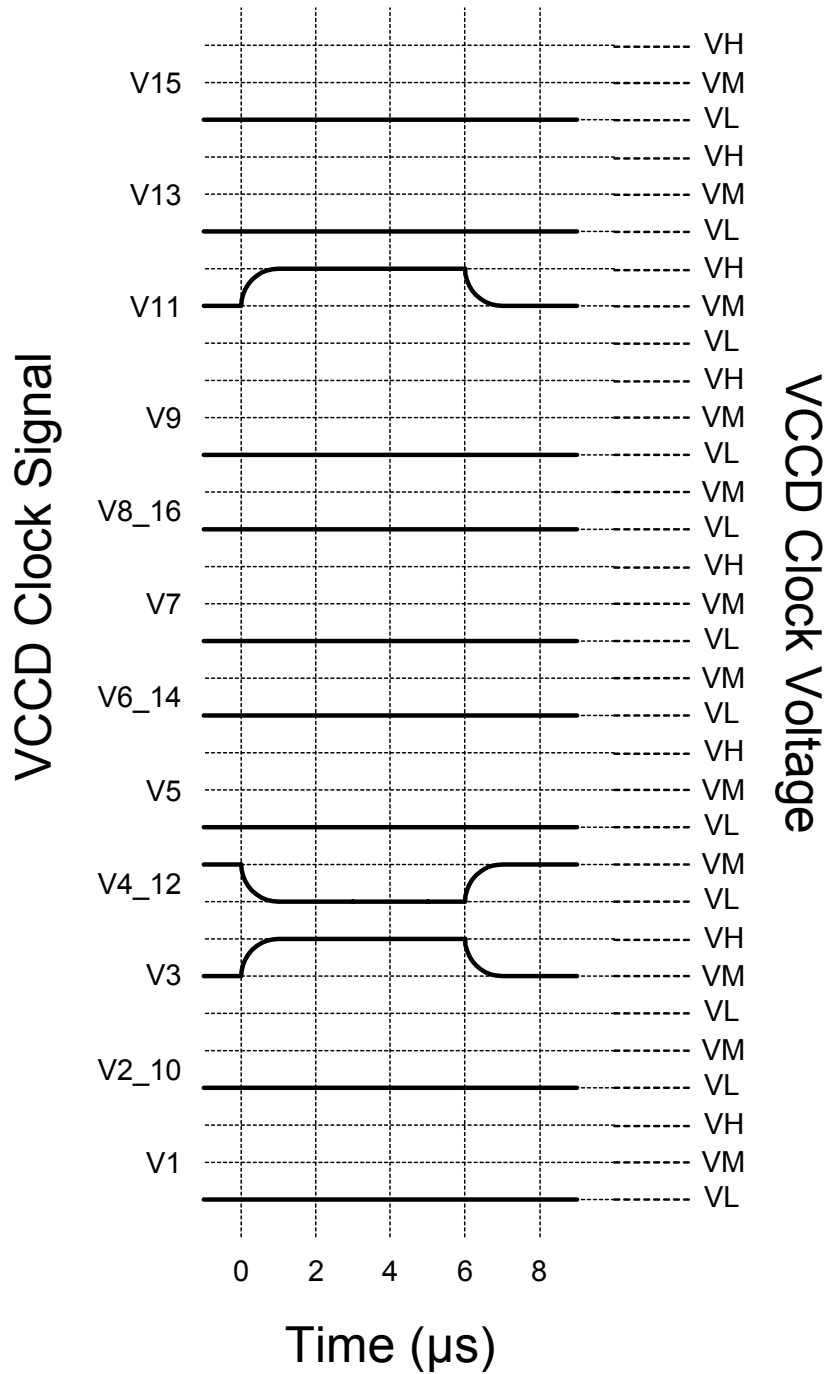 VH
V15
VM
VL
VH
V13
VM
VL
VH
V11
VM
VL
VH
V9
VM
VL
VM
V8_16
VL
VH
V7
VM
VL
VM
V6_14
VL
VH
V5
VM
VL
VM
V4_12
VL
VH
V3
VM
VL
VM
V2_10
VL
VH
V1
VM
VL
VCCD Clock Signal
VCCD Clock Voltage
0 2 4 6 8
Time (µs)